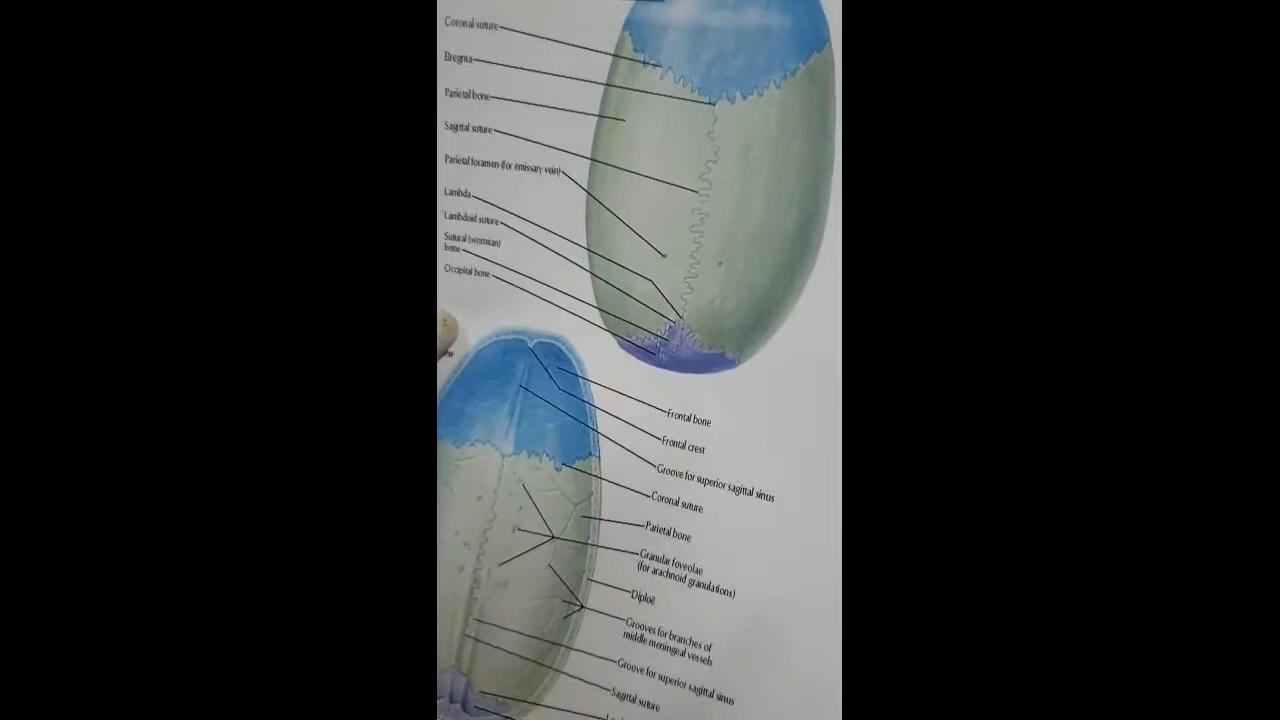 Coronal suture
Bregma
Parietal bone
Sagittal suture
Parietal foramen (for emissary vein)
Lambda
Lambdoid suture
Sutural (wormian)
bone
Occipital bone
Frontal bone
Frontal crest
Groove for superior sagittal sinus
Coronal suture
Parietal bone
Granular foveolae
(for arachnoid granulations)
Diploë
Grooves for branches of
middle meningeal vessels
Groove for superior sagittal sinus
Sagittal suture